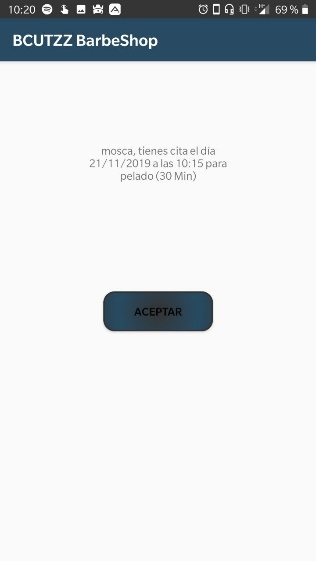 10:20 69 %
BCUTZZ BarbeShop
mosca, tienes cita el día
21/11/2019 a las 10:15 para
pelado (30 Min)
ACEPTAR